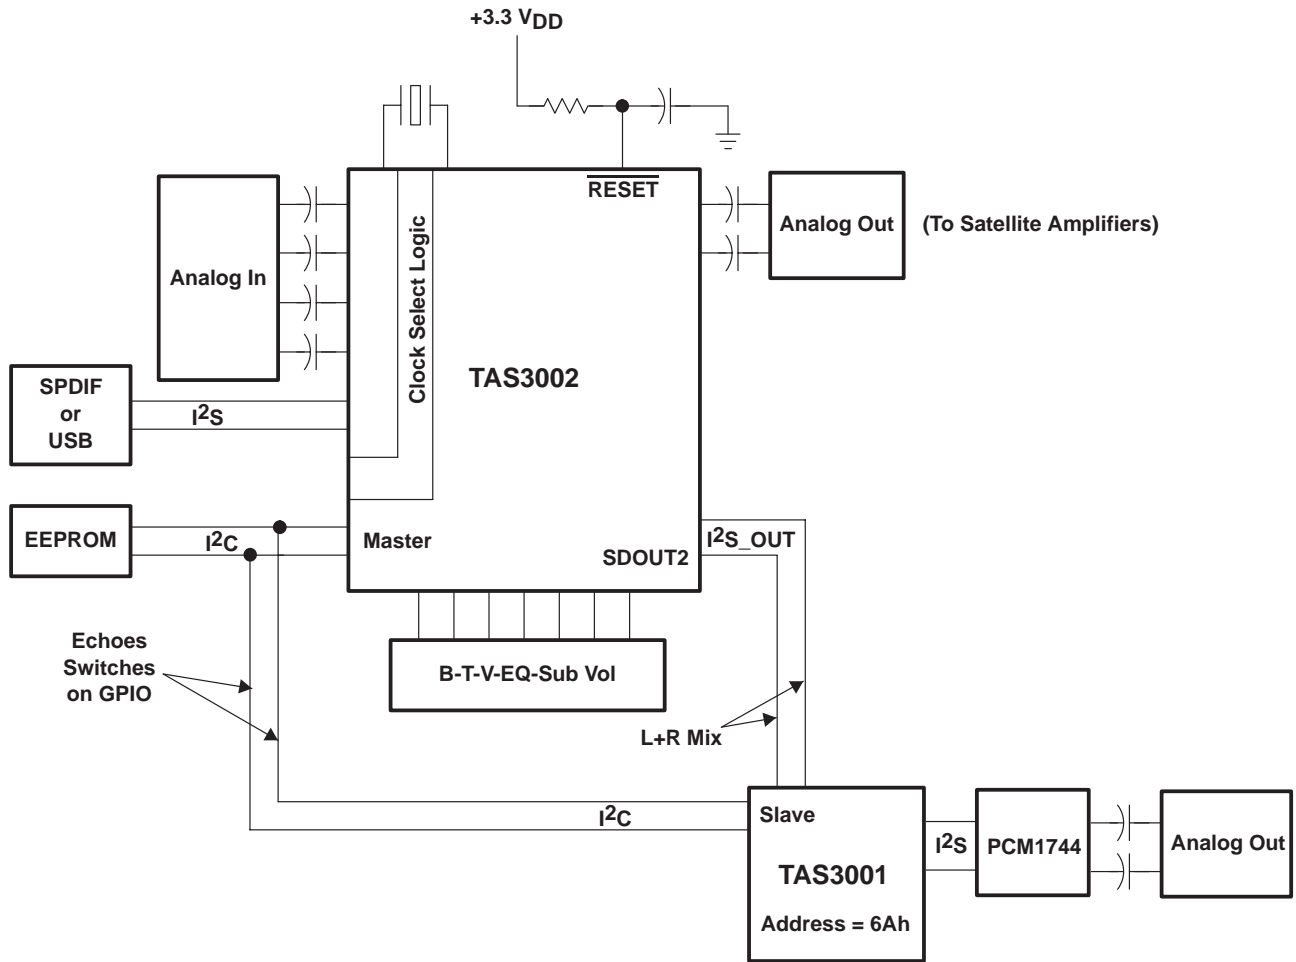 +3.3 VDD
RESET
Analog In
Clock Select Logic
TAS3002
Analog Out
(To Satellite Amplifiers)
SPDIF
or
USB
I2S
EEPROM
I2C
Master
I2S_OUT
SDOUT2
Echoes
Switches
on GPIO
B-T-V-EQ-Sub Vol
L+R Mix
I2C
Slave
TAS3001
Address = 6Ah
I2S
PCM1744
Analog Out